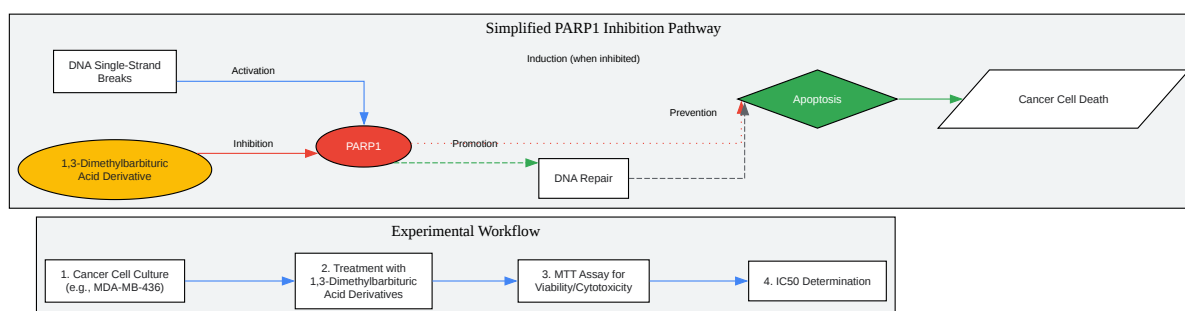 Simplified PARP1 Inhibition Pathway
DNA Single-Strand
Breaks
Activation
Induction (when inhibited)
Prevention
Apoptosis
Cancer Cell Death
1,3-Dimethylbarbituric
Acid Derivative
Inhibition
PARP1
Promotion
DNA Repair
Experimental Workflow
1. Cancer Cell Culture
(e.g., MDA-MB-436)
2. Treatment with
1,3-Dimethylbarbituric
Acid Derivatives
3. MTT Assay for
Viability/Cytotoxicity
4. IC50 Determination